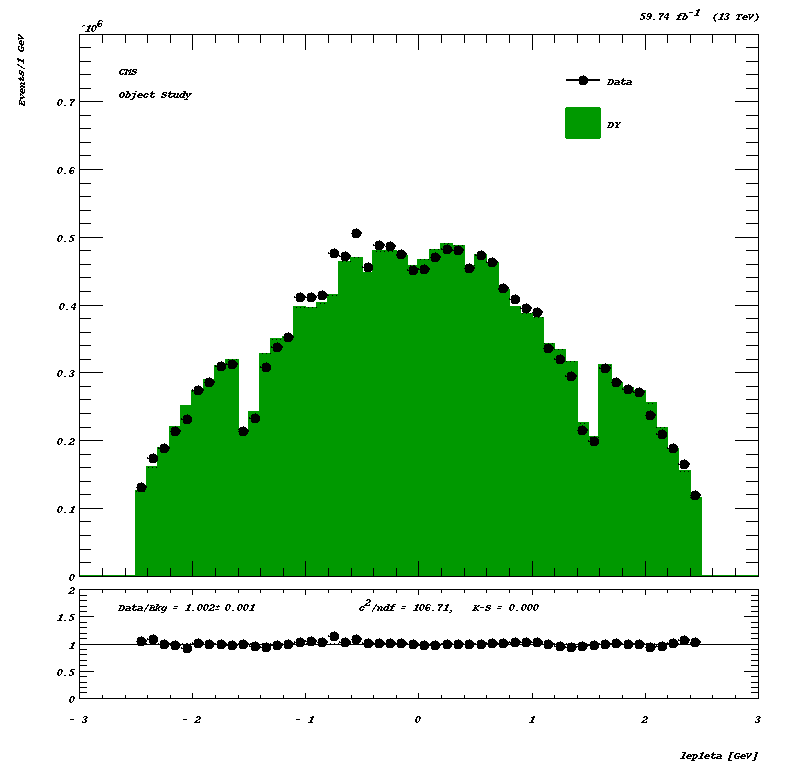 59.74 fb-1 (13 TeV)
´10^6
Events/1 GeV
CMS
Object Study
Data
DY
0.7
0.6
0.5
0.4
0.3
0.2
0.1
0
2
1.5
1
0.5
0
Data/Bkg = 1.002± 0.001 c2/ndf = 106.71, K-S = 0.000
- 3 - 2 - 1 0 1 2 3
lep1eta [GeV]